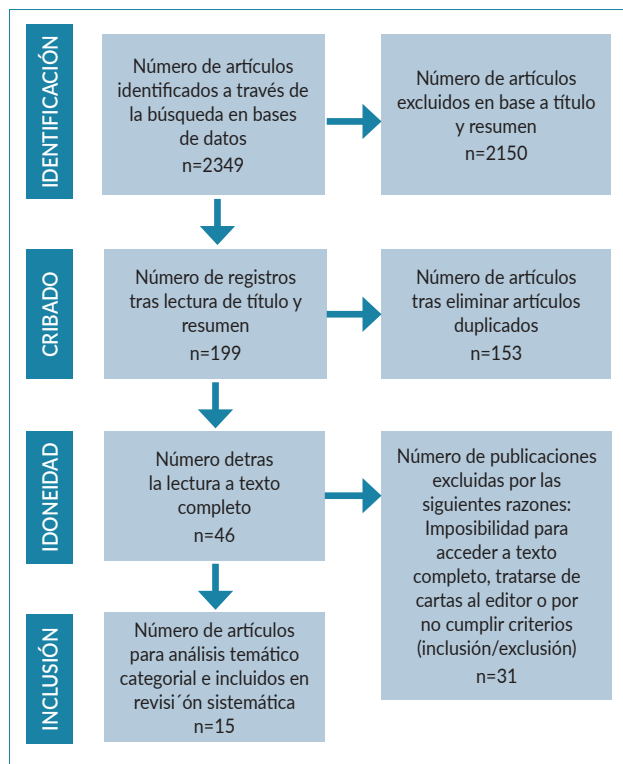 IDENTIFICACIÓN
Número de artículos
identificados a través de
la búsqueda en bases
de datos
n=2349
Número de artículos
excluidos en base a título
y resumen
n=2150
CRIBADO
Número de registros
tras lectura de título y
resumen
n=199
Número de artículos
tras eliminar artículos
duplicados
n=153
IDONEIDAD
Número detras
la lectura a texto
completo
n=46
Número de publicaciones
excluidas por las
siguientes razones:
Imposibilidad para
acceder a texto
completo, tratarse de
cartas al editor o por
no cumplir criterios
(inclusión/exclusión)
n=31
INCLUSIÓN
Número de artículos
para análisis temático
categorial e incluidos en
revisi´ón sistemática
n=15